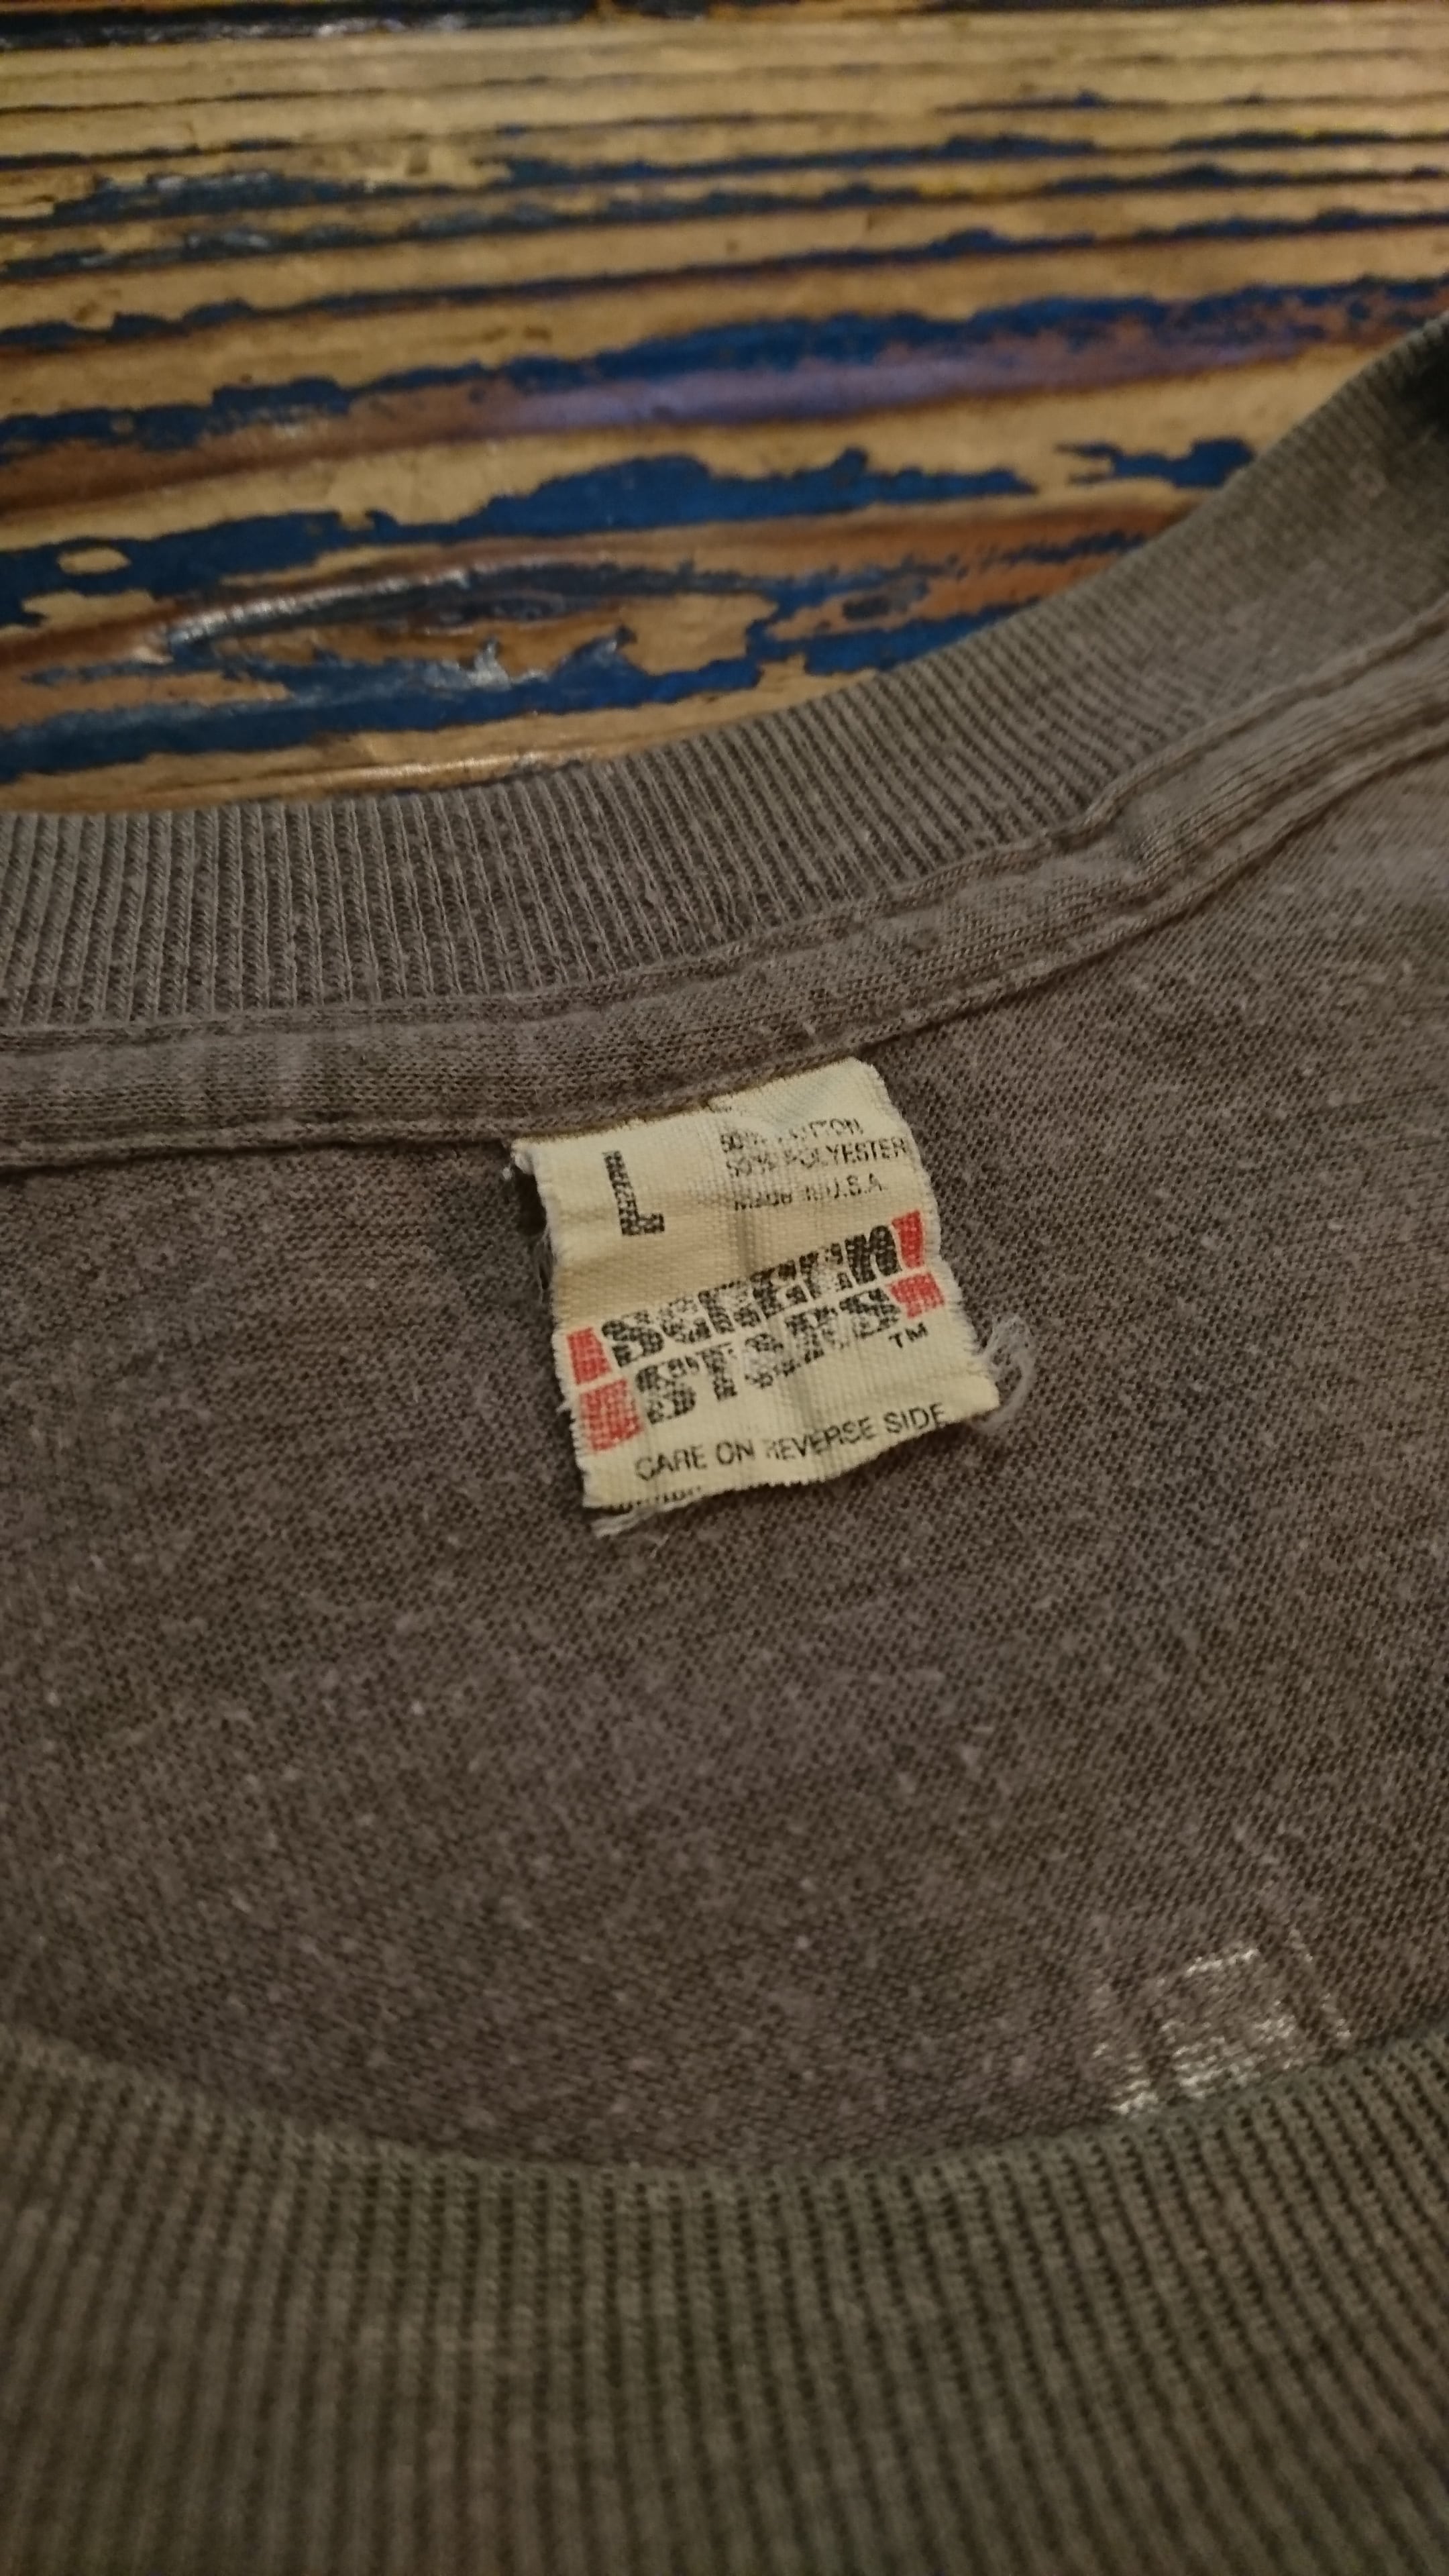 L
50% COTTON
50% POLYESTER
MADE IN U.S.A.
SCREEN
STARS
TM
CARE ON REVERSE SIDE